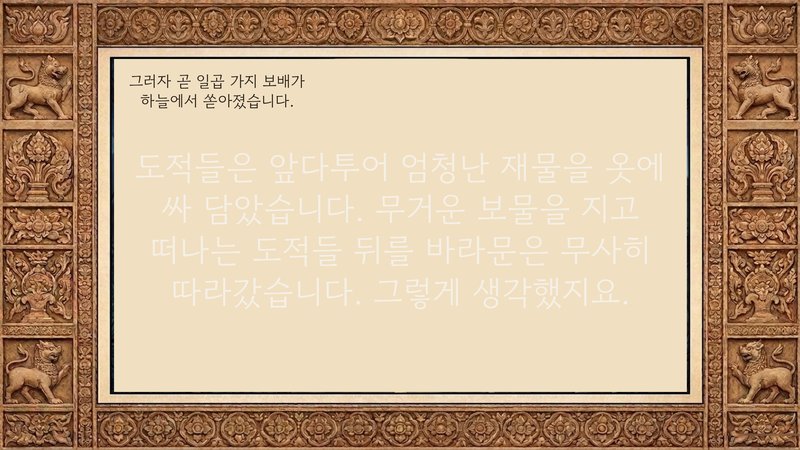 그러자 곧 일곱 가지 보배가
하늘에서 쏟아졌습니다.
도적들은 앞다투어 엄청난 재물을 옷에
싸 담았습니다. 무거운 보물을 지고
떠나는 도적들 뒤를 바라문은 무사히
따라갔습니다. 그렇게 생각했지요.